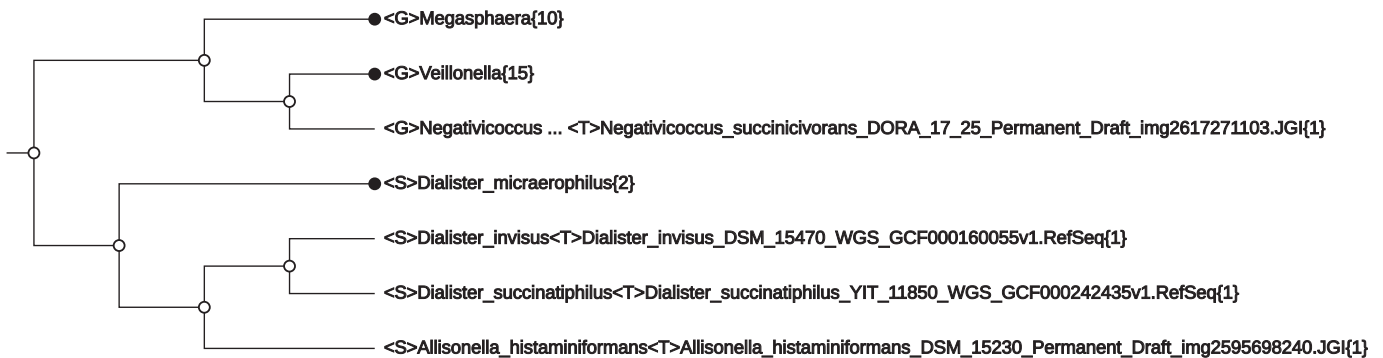 <G>Megasphaera{10}
<G>Veillonella{15}
<G>Negativicoccus ... <T>Negativicoccus_succinicivorans_DORA_17_25_Permanent_Draft_img2617271103.JGI{1}
<S>Dialister_micraerophilus{2}
<S>Dialister_invisus<T>Dialister_invisus_DSM_15470_WGS_GCF000160055v1.RefSeq{1}
<S>Dialister_succinatiphilus<T>Dialister_succinatiphilus_YIT_11850_WGS_GCF000242435v1.RefSeq{1}
<S>Allisonella_histaminiformans<T>Allisonella_histaminiformans_DSM_15230_Permanent_Draft_img2595698240.JGI{1}